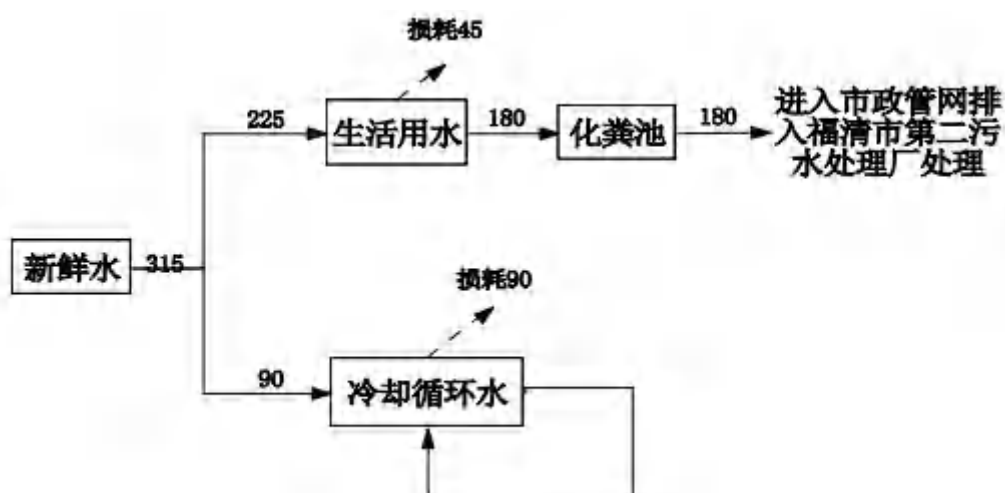 损耗45
225
生活用水
180
化粪池
180
进入市政管网排
入福清市第二污
水处理厂处理
新鲜水
315
损耗90
90
冷却循环水